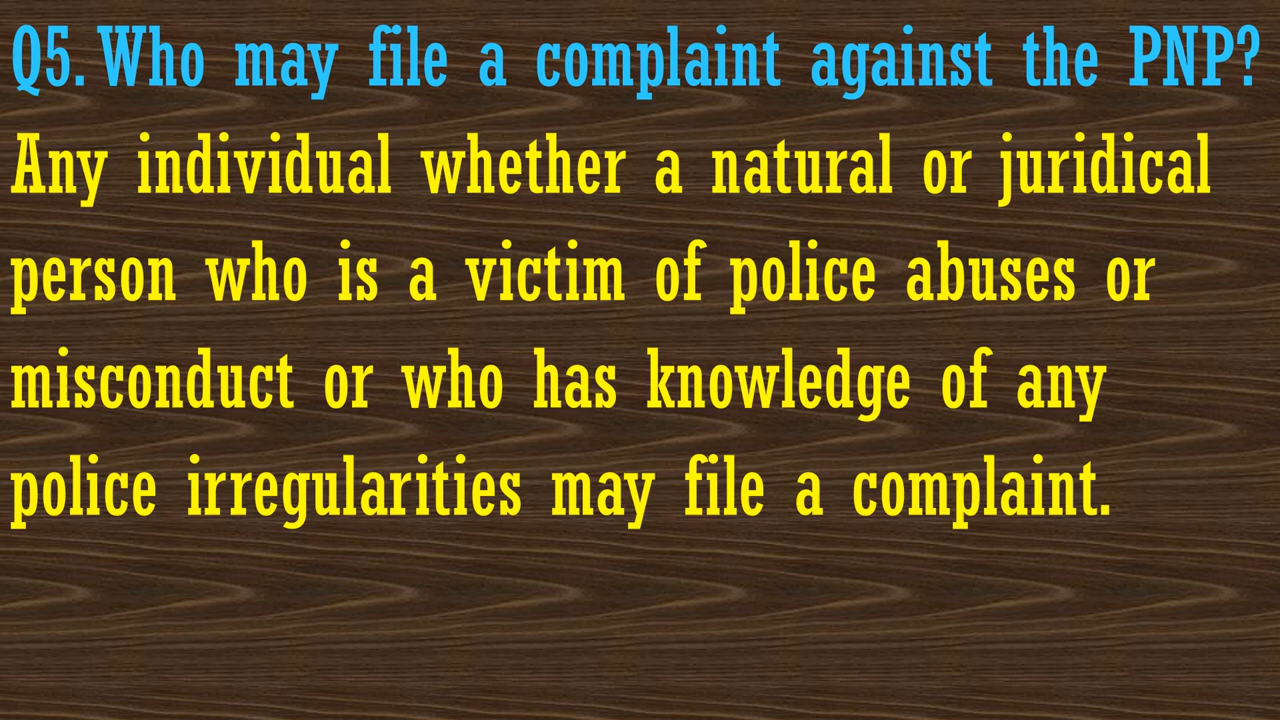 Q5. Who may file a complaint against the PNP?
Any individual whether a natural or juridical
person who is a victim of police abuses or
misconduct or who has knowledge of any
police irregularities may file a complaint.